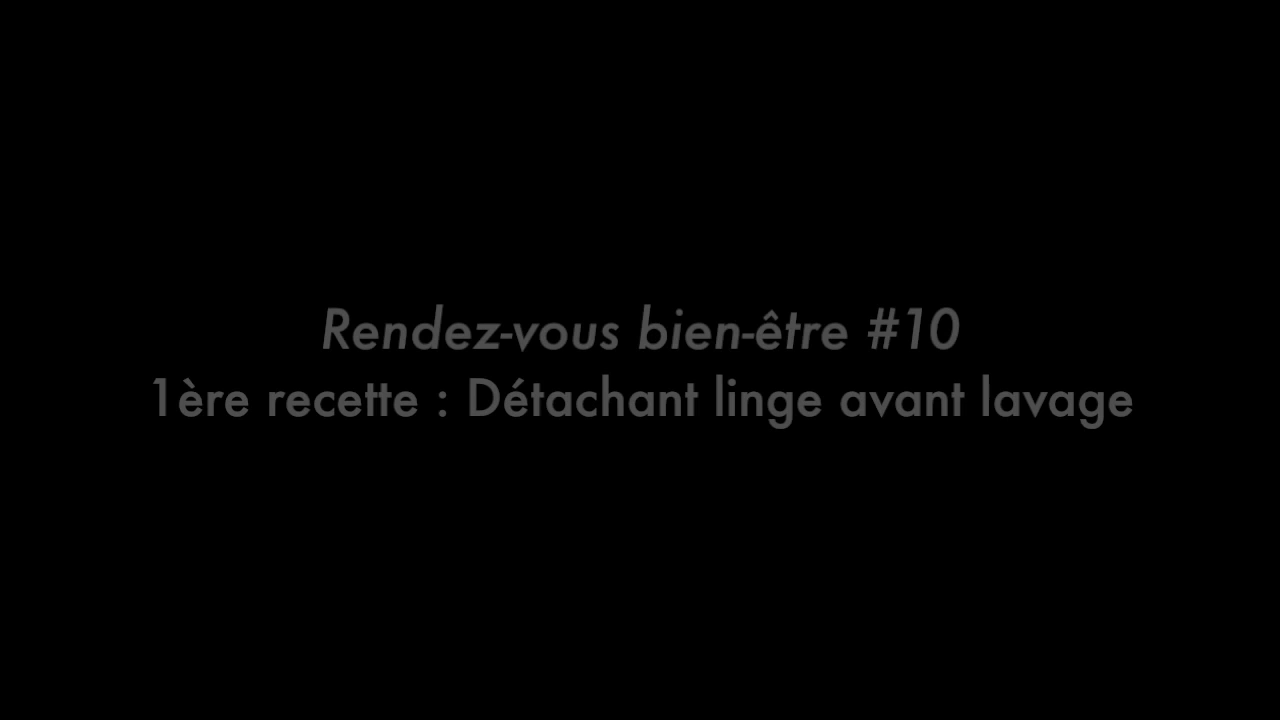 Rendez-vous bien-être #10
1ère recette : Détachant linge avant lavage